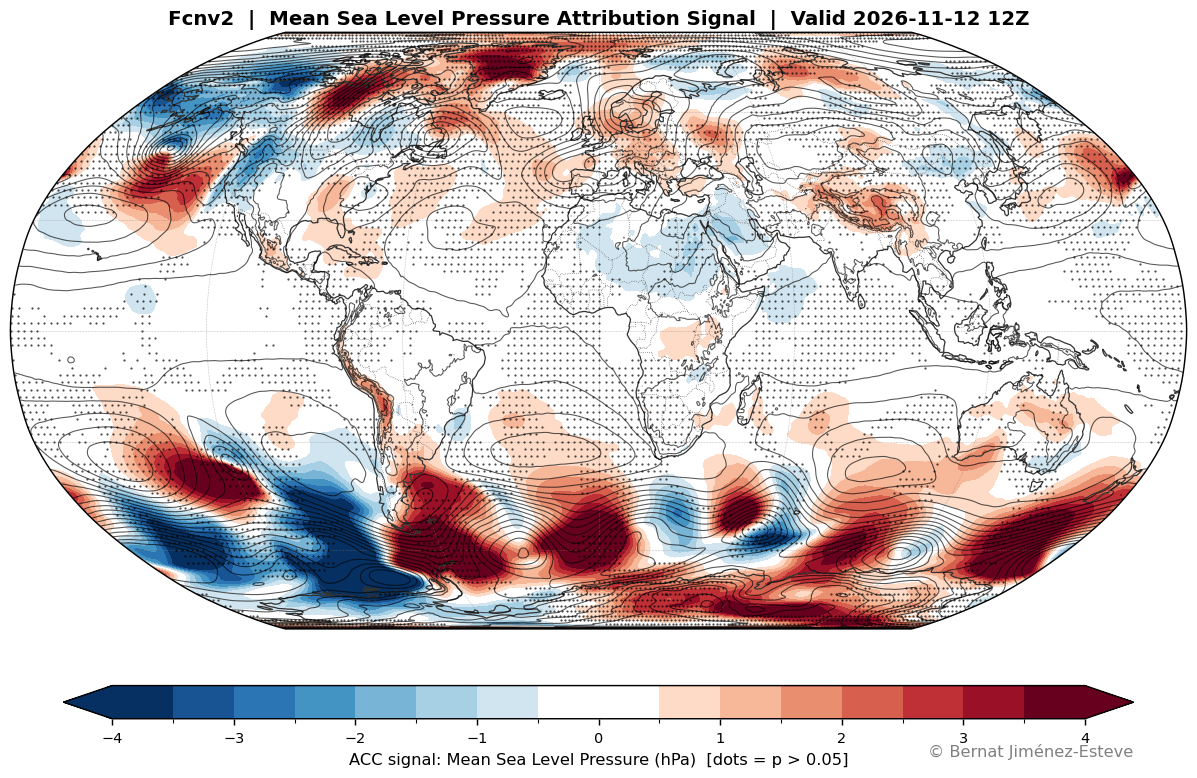 Fcnv2 | Mean Sea Level Pressure Attribution Signal | Valid 2026-11-12 12Z
−4 −3 −2 −1 0 1 2 3 4
ACC signal: Mean Sea Level Pressure (hPa) [dots = p > 0.05]
© Bernat Jiménez-Esteve